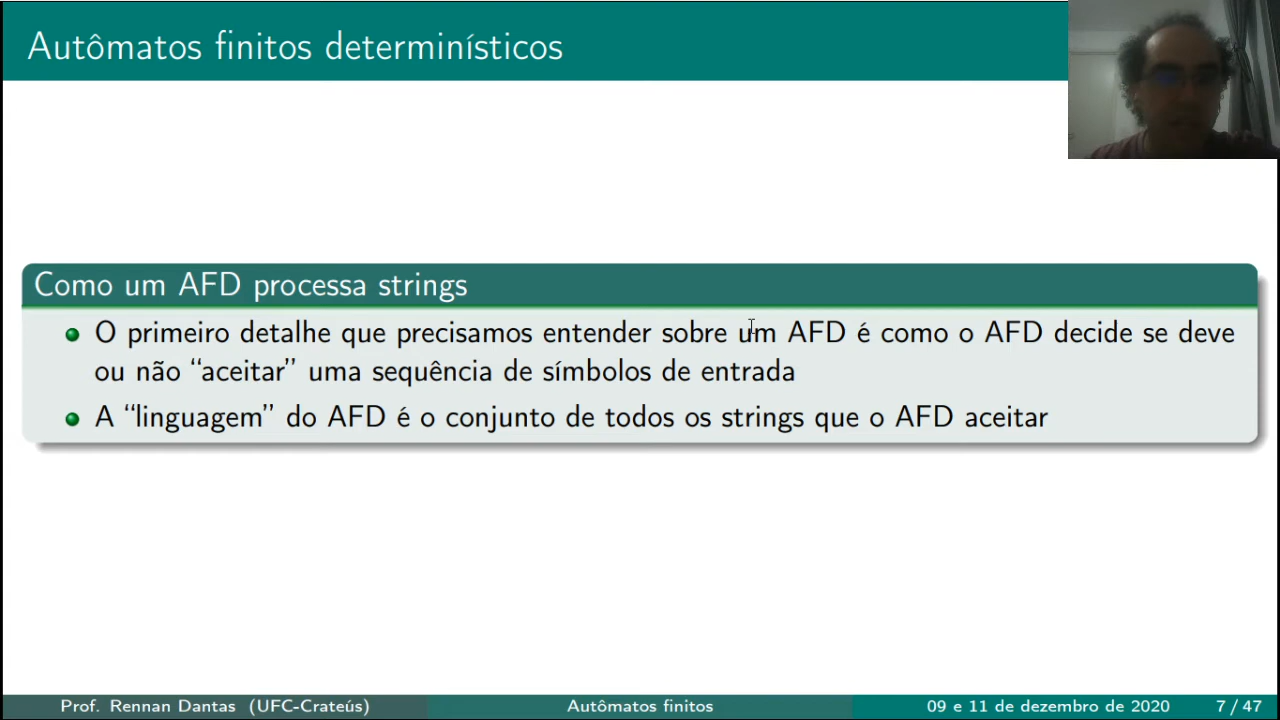 Autômatos finitos determinísticos
Como um AFD processa strings
O primeiro detalhe que precisamos entender sobre um AFD é como o AFD decide se deve
ou não “aceitar” uma sequência de símbolos de entrada
A “linguagem” do AFD é o conjunto de todos os strings que o AFD aceitar
Prof. Rennan Dantas (UFC-Crateús)
Autômatos finitos
09 e 11 de dezembro de 2020
7 / 47